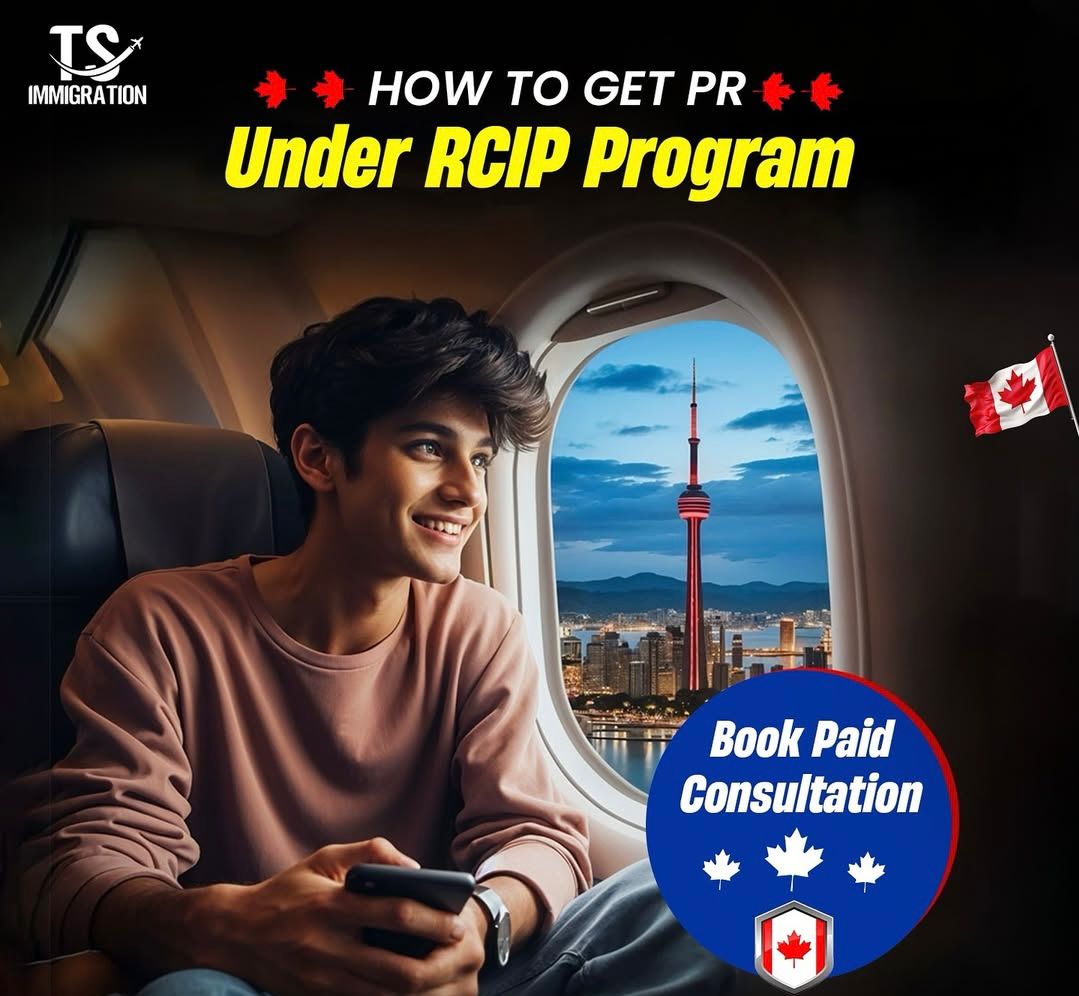 TS
IMMIGRATION
HOW TO GET PR
Under RCIP Program
Book Paid
Consultation